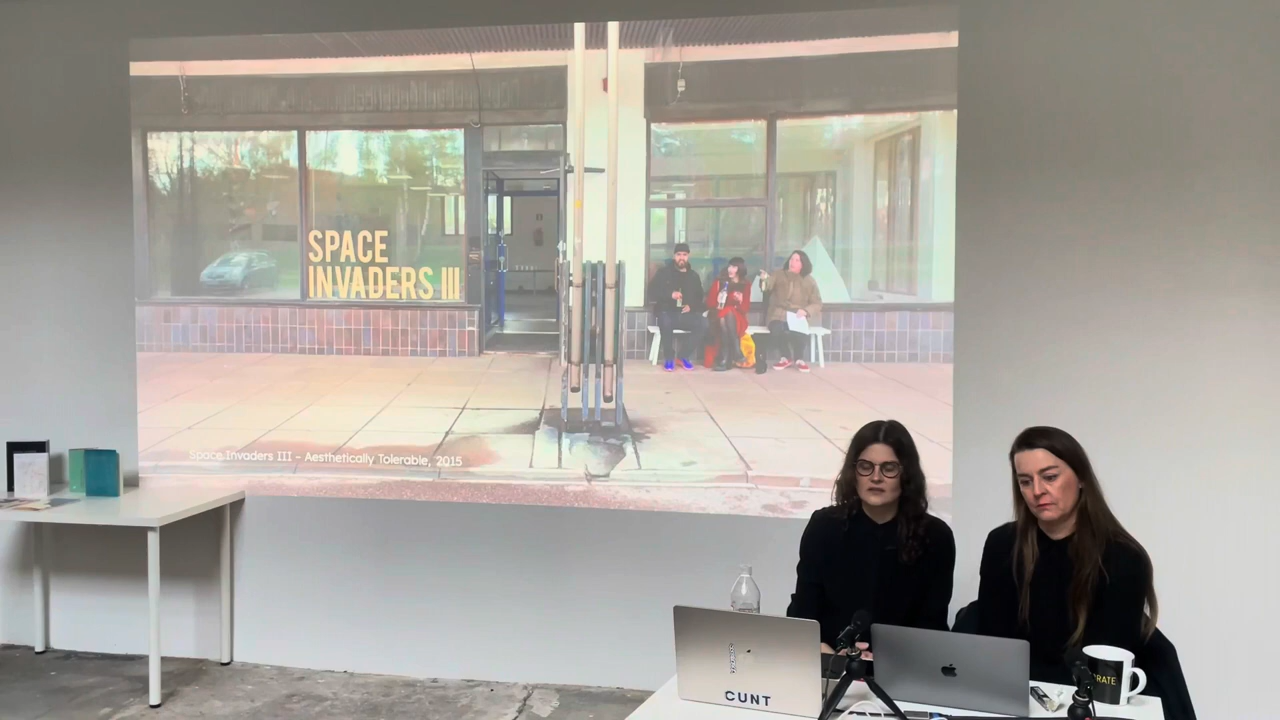 SPACE
INVADERS III
Space Invaders III - Aesthetically Tolerable, 2015
CUNT
RATE